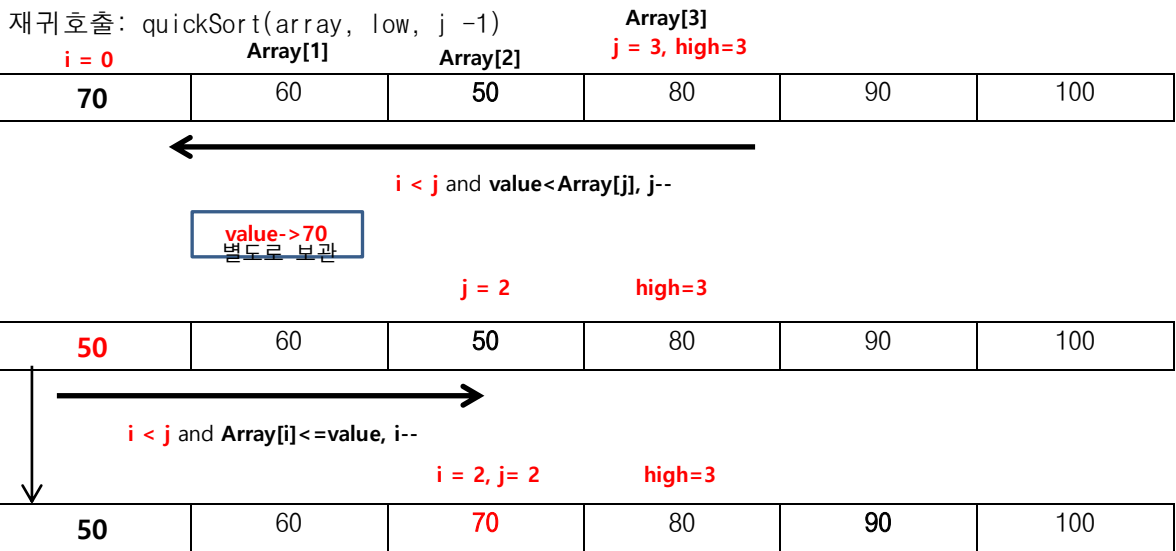 재귀호출: quickSort(array, low, j -1)
Array[3]
i = 0
Array[1]
Array[2]
j = 3, high=3
70 60 50 80 90 100
i < j and value<Array[j], j--
value->70
별도로 보관
j = 2 high=3
50 60 50 80 90 100
i < j and Array[i]<=value, i--
i = 2, j= 2 high=3
50 60 70 80 90 100